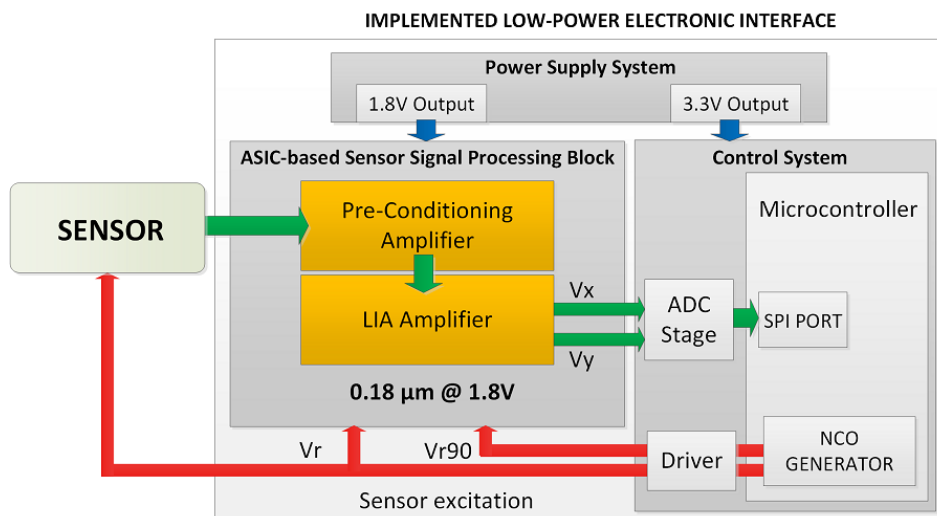 IMPLEMENTED LOW-POWER ELECTRONIC INTERFACE
Power Supply System
1.8V Output
3.3V Output
ASIC-based Sensor Signal Processing Block
Control System
SENSOR
Pre-Conditioning
Amplifier
Microcontroller
LIA Amplifier
Vx
Vy
ADC
Stage
SPI PORT
0.18 µm @ 1.8V
Vr
Vr90
Driver
NCO
GENERATOR
Sensor excitation